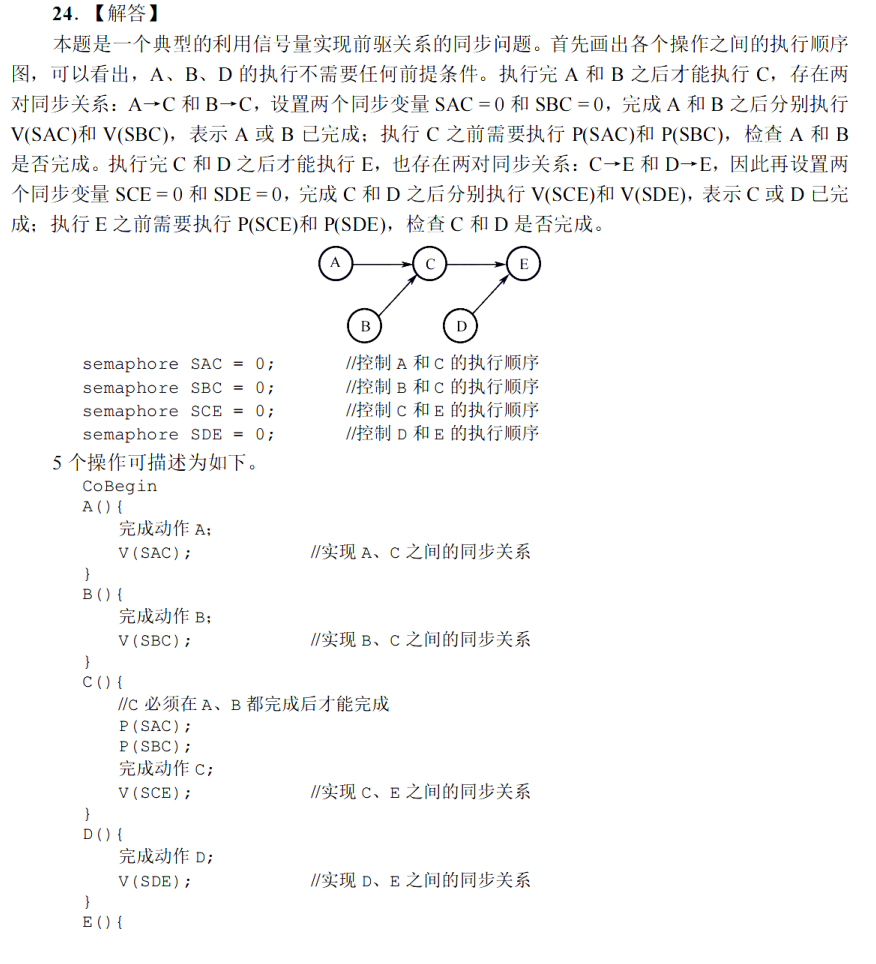 24．【解答】
本题是一个典型的利用信号量实现前驱关系的同步问题。首先画出各个操作之间的执行顺序
图，可以看出，A、B、D 的执行不需要任何前提条件。执行完 A 和 B 之后才能执行 C，存在两
对同步关系：A→C 和 B→C，设置两个同步变量 SAC = 0 和 SBC = 0，完成 A 和 B 之后分别执行
V(SAC)和 V(SBC)，表示 A 或 B 已完成；执行 C 之前需要执行 P(SAC)和 P(SBC)，检查 A 和 B
是否完成。执行完 C 和 D 之后才能执行 E，也存在两对同步关系：C→E 和 D→E，因此再设置两
个同步变量 SCE = 0 和 SDE = 0，完成 C 和 D 之后分别执行 V(SCE)和 V(SDE)，表示 C 或 D 已完
成；执行 E 之前需要执行 P(SCE)和 P(SDE)，检查 C 和 D 是否完成。
A C E
B D
semaphore SAC = 0; //控制 A 和 C 的执行顺序
semaphore SBC = 0; //控制 B 和 C 的执行顺序
semaphore SCE = 0; //控制 C 和 E 的执行顺序
semaphore SDE = 0; //控制 D 和 E 的执行顺序
5 个操作可描述为如下。
CoBegin
A(){
完成动作 A;
V(SAC); //实现 A、C 之间的同步关系
}
B(){
完成动作 B;
V(SBC); //实现 B、C 之间的同步关系
}
C(){
//C 必须在 A、B 都完成后才能完成
P(SAC);
P(SBC);
完成动作 C;
V(SCE); //实现 C、E 之间的同步关系
}
D(){
完成动作 D;
V(SDE); //实现 D、E 之间的同步关系
}
E(){